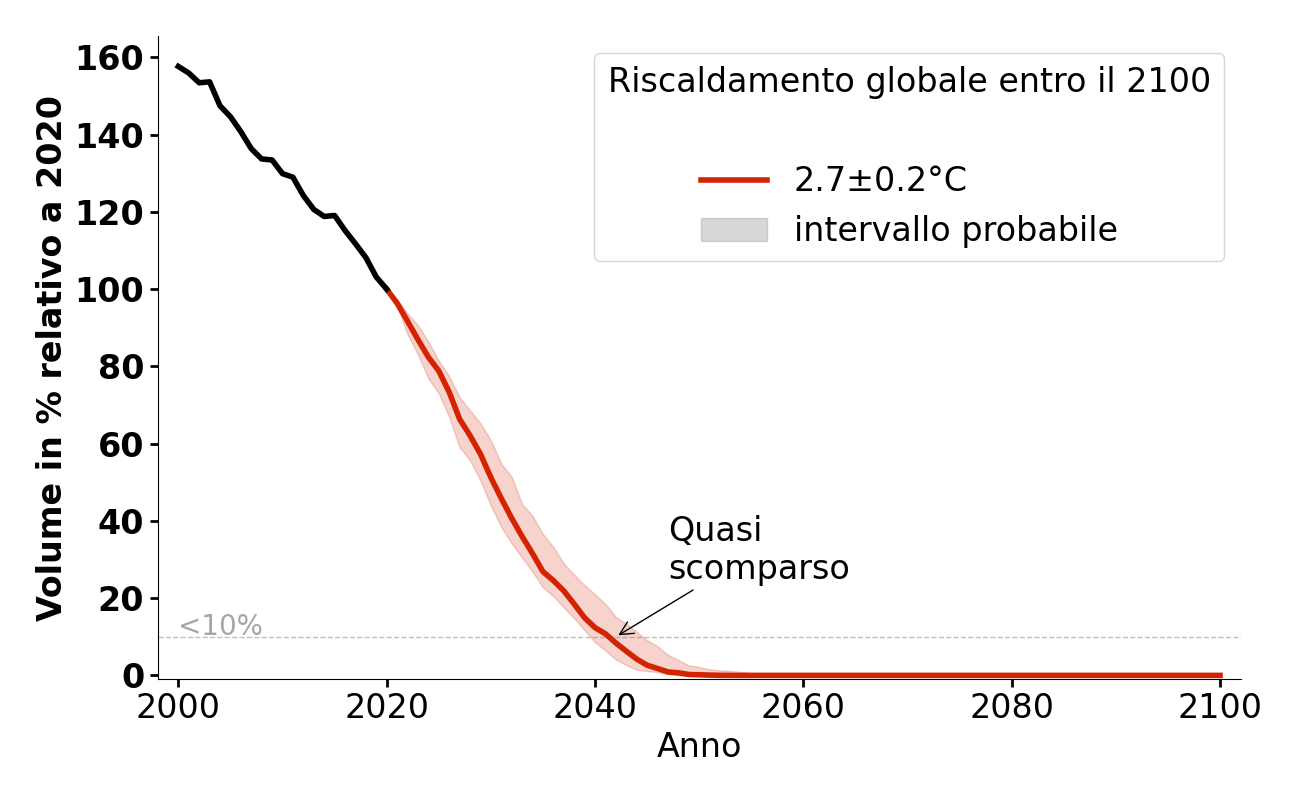 Volume in % relativo a 2020
160
140
120
100
80
60
40
20
0
Riscaldamento globale entro il 2100
2.7±0.2°C
intervallo probabile
Quasi
scomparso
<10%
2000 2020 2040 2060 2080 2100
Anno